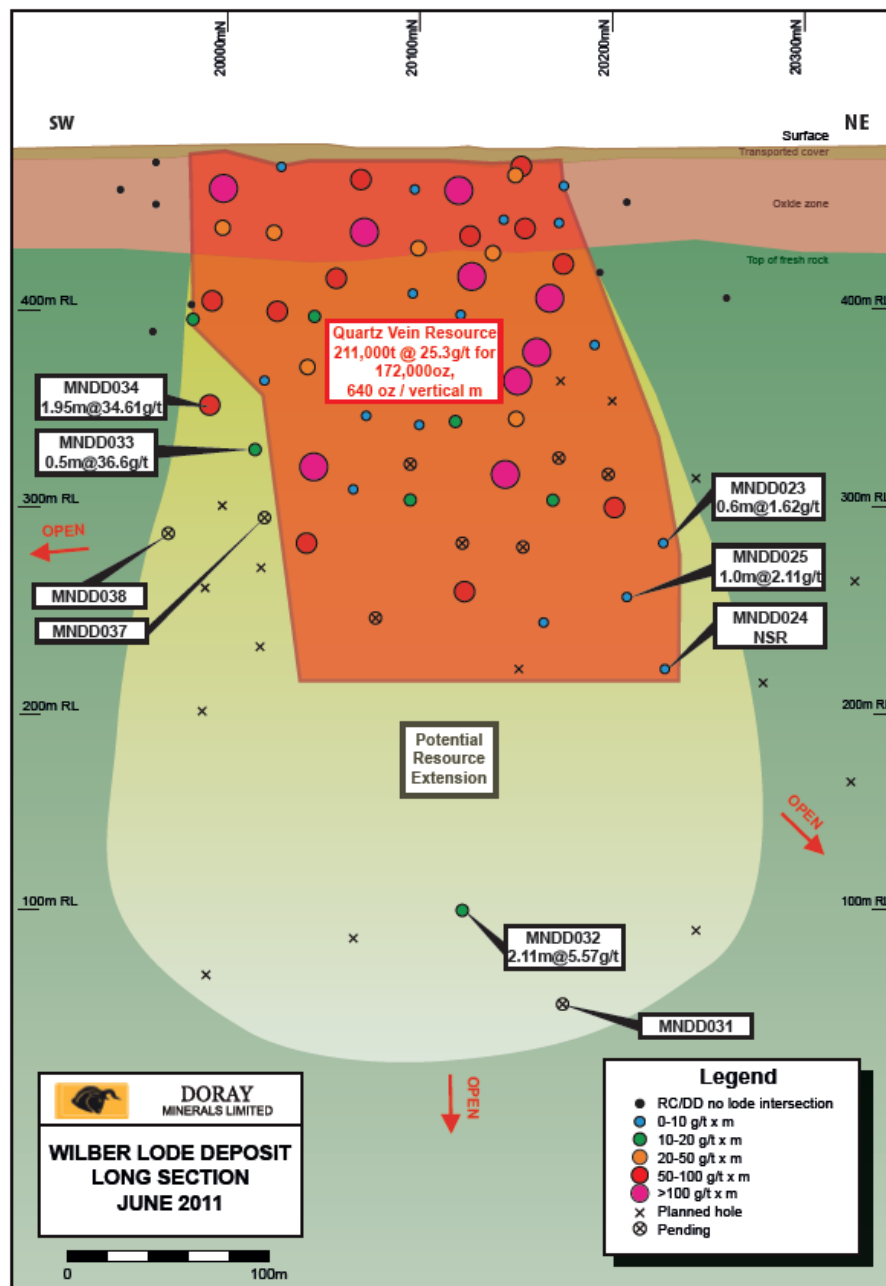 20000mN
20100mN
20200mN
20300mN
SW
NE
Surface
Transported cover
Oxide zone
Top of fresh rock
400m RL
400m RL
Quartz Vein Resource
211,000t @ 25.3g/t for
172,000oz,
640 oz / vertical m
MNDD034
1.95m@34.61g/t
MNDD033
0.5m@36.6g/t
300m RL
300m RL
MNDD023
0.6m@1.62g/t
OPEN
MNDD025
1.0m@2.11g/t
MNDD038
MNDD037
MNDD024
NSR
200m RL
200m RL
Potential
Resource
Extension
OPEN
100m RL
100m RL
MNDD032
2.11m@5.57g/t
MNDD031
OPEN
DORAY
MINERALS LIMITED
WILBER LODE DEPOSIT
LONG SECTION
JUNE 2011
0
100m
Legend
RC/DD no lode intersection
0-10 g/t x m
10-20 g/t x m
20-50 g/t x m
50-100 g/t x m
>100 g/t x m
Planned hole
Pending